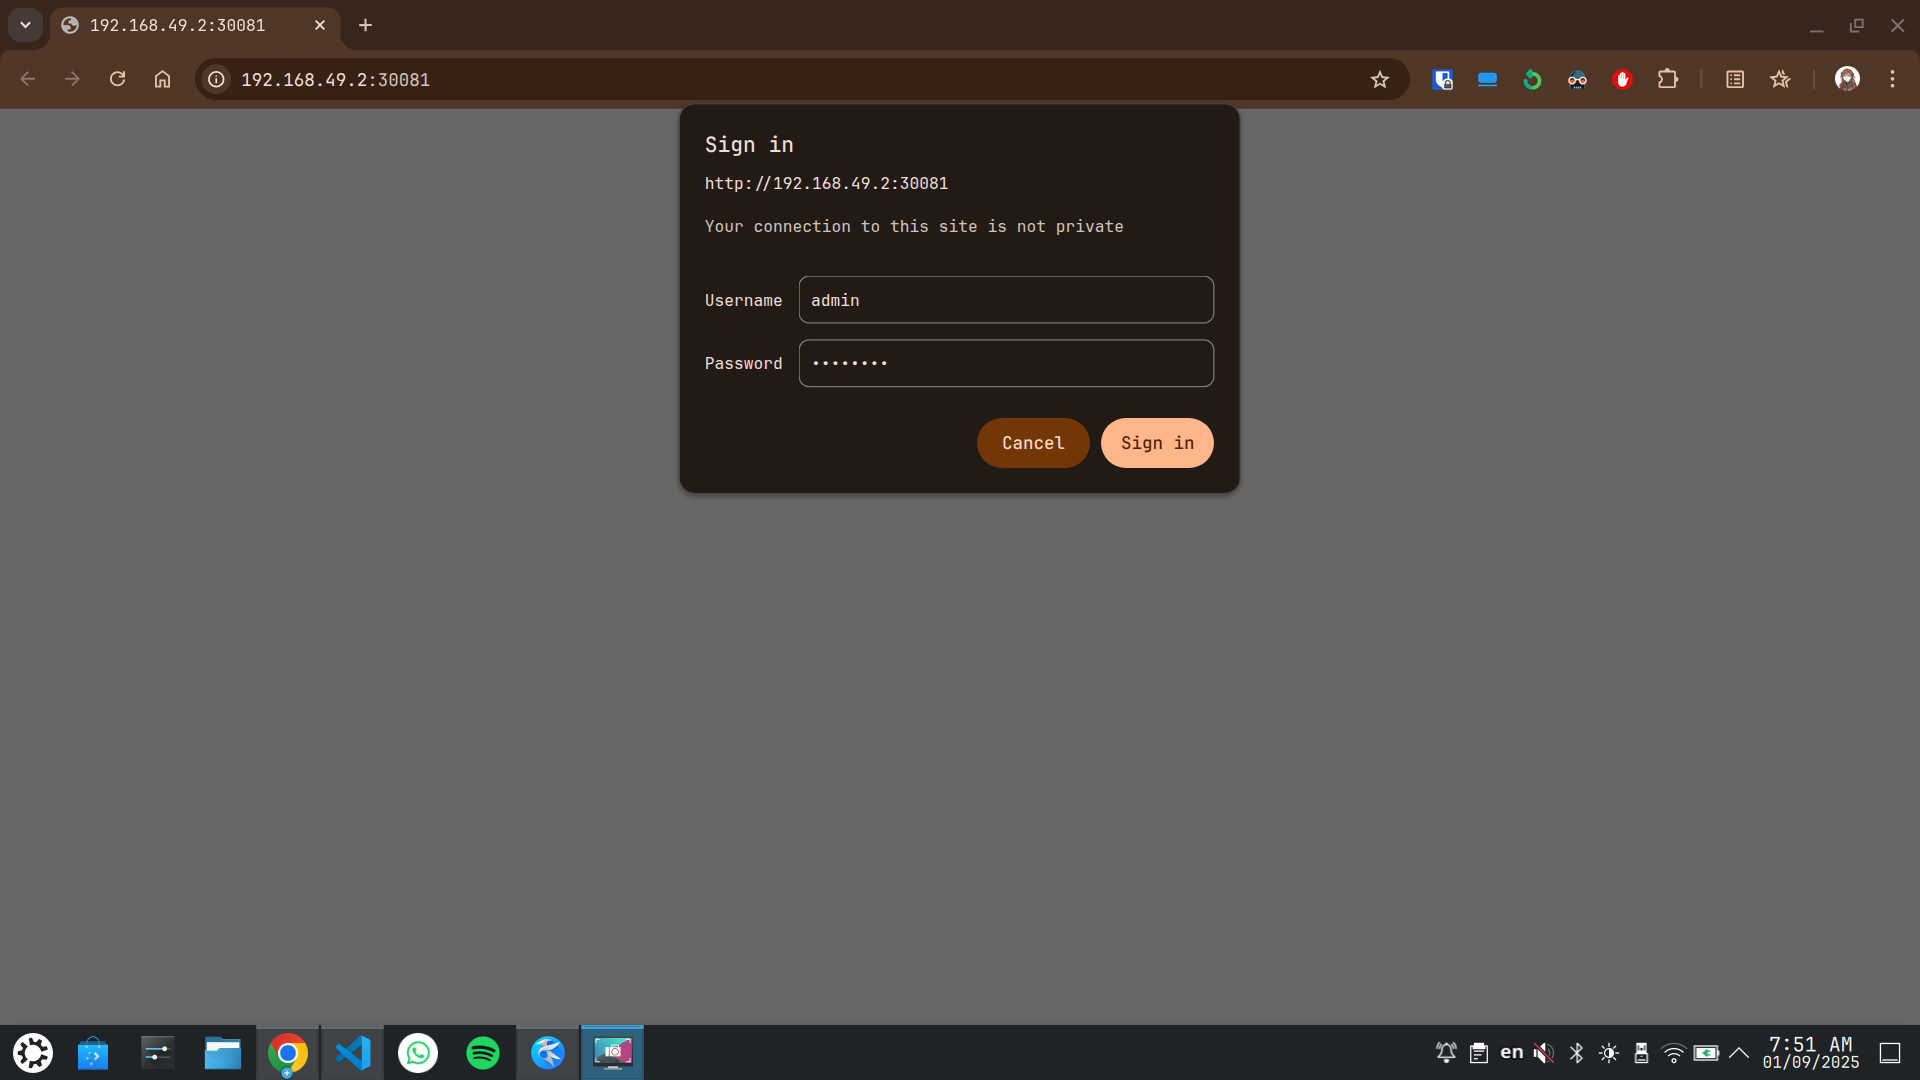 192.168.49.2:30081
192.168.49.2:30081
Sign in
http://192.168.49.2:30081
Your connection to this site is not private
Username admin
Password ••••••••
Cancel Sign in
en
7:51 AM
01/09/2025